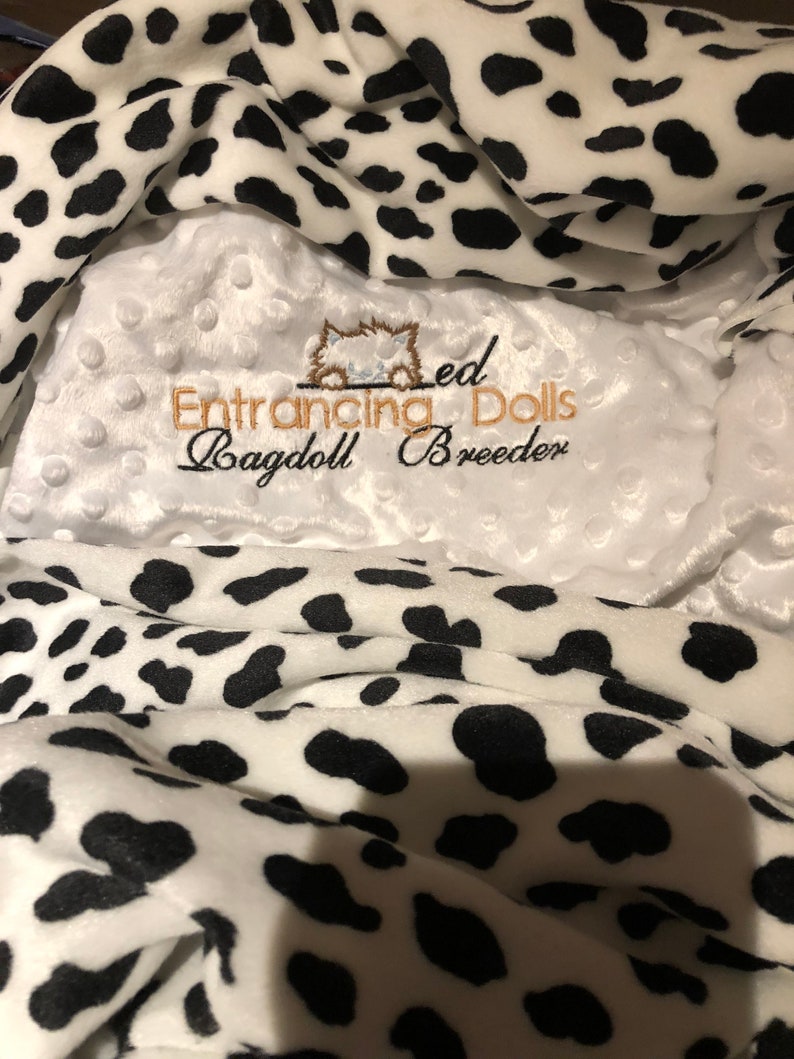 ed
Entrancing Dolls
Ragdoll Breeder